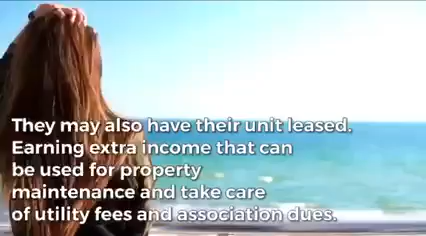 They may also have their unit leased.
Earning extra income that can
be used for property
maintenance and take care
of utility fees and association dues.